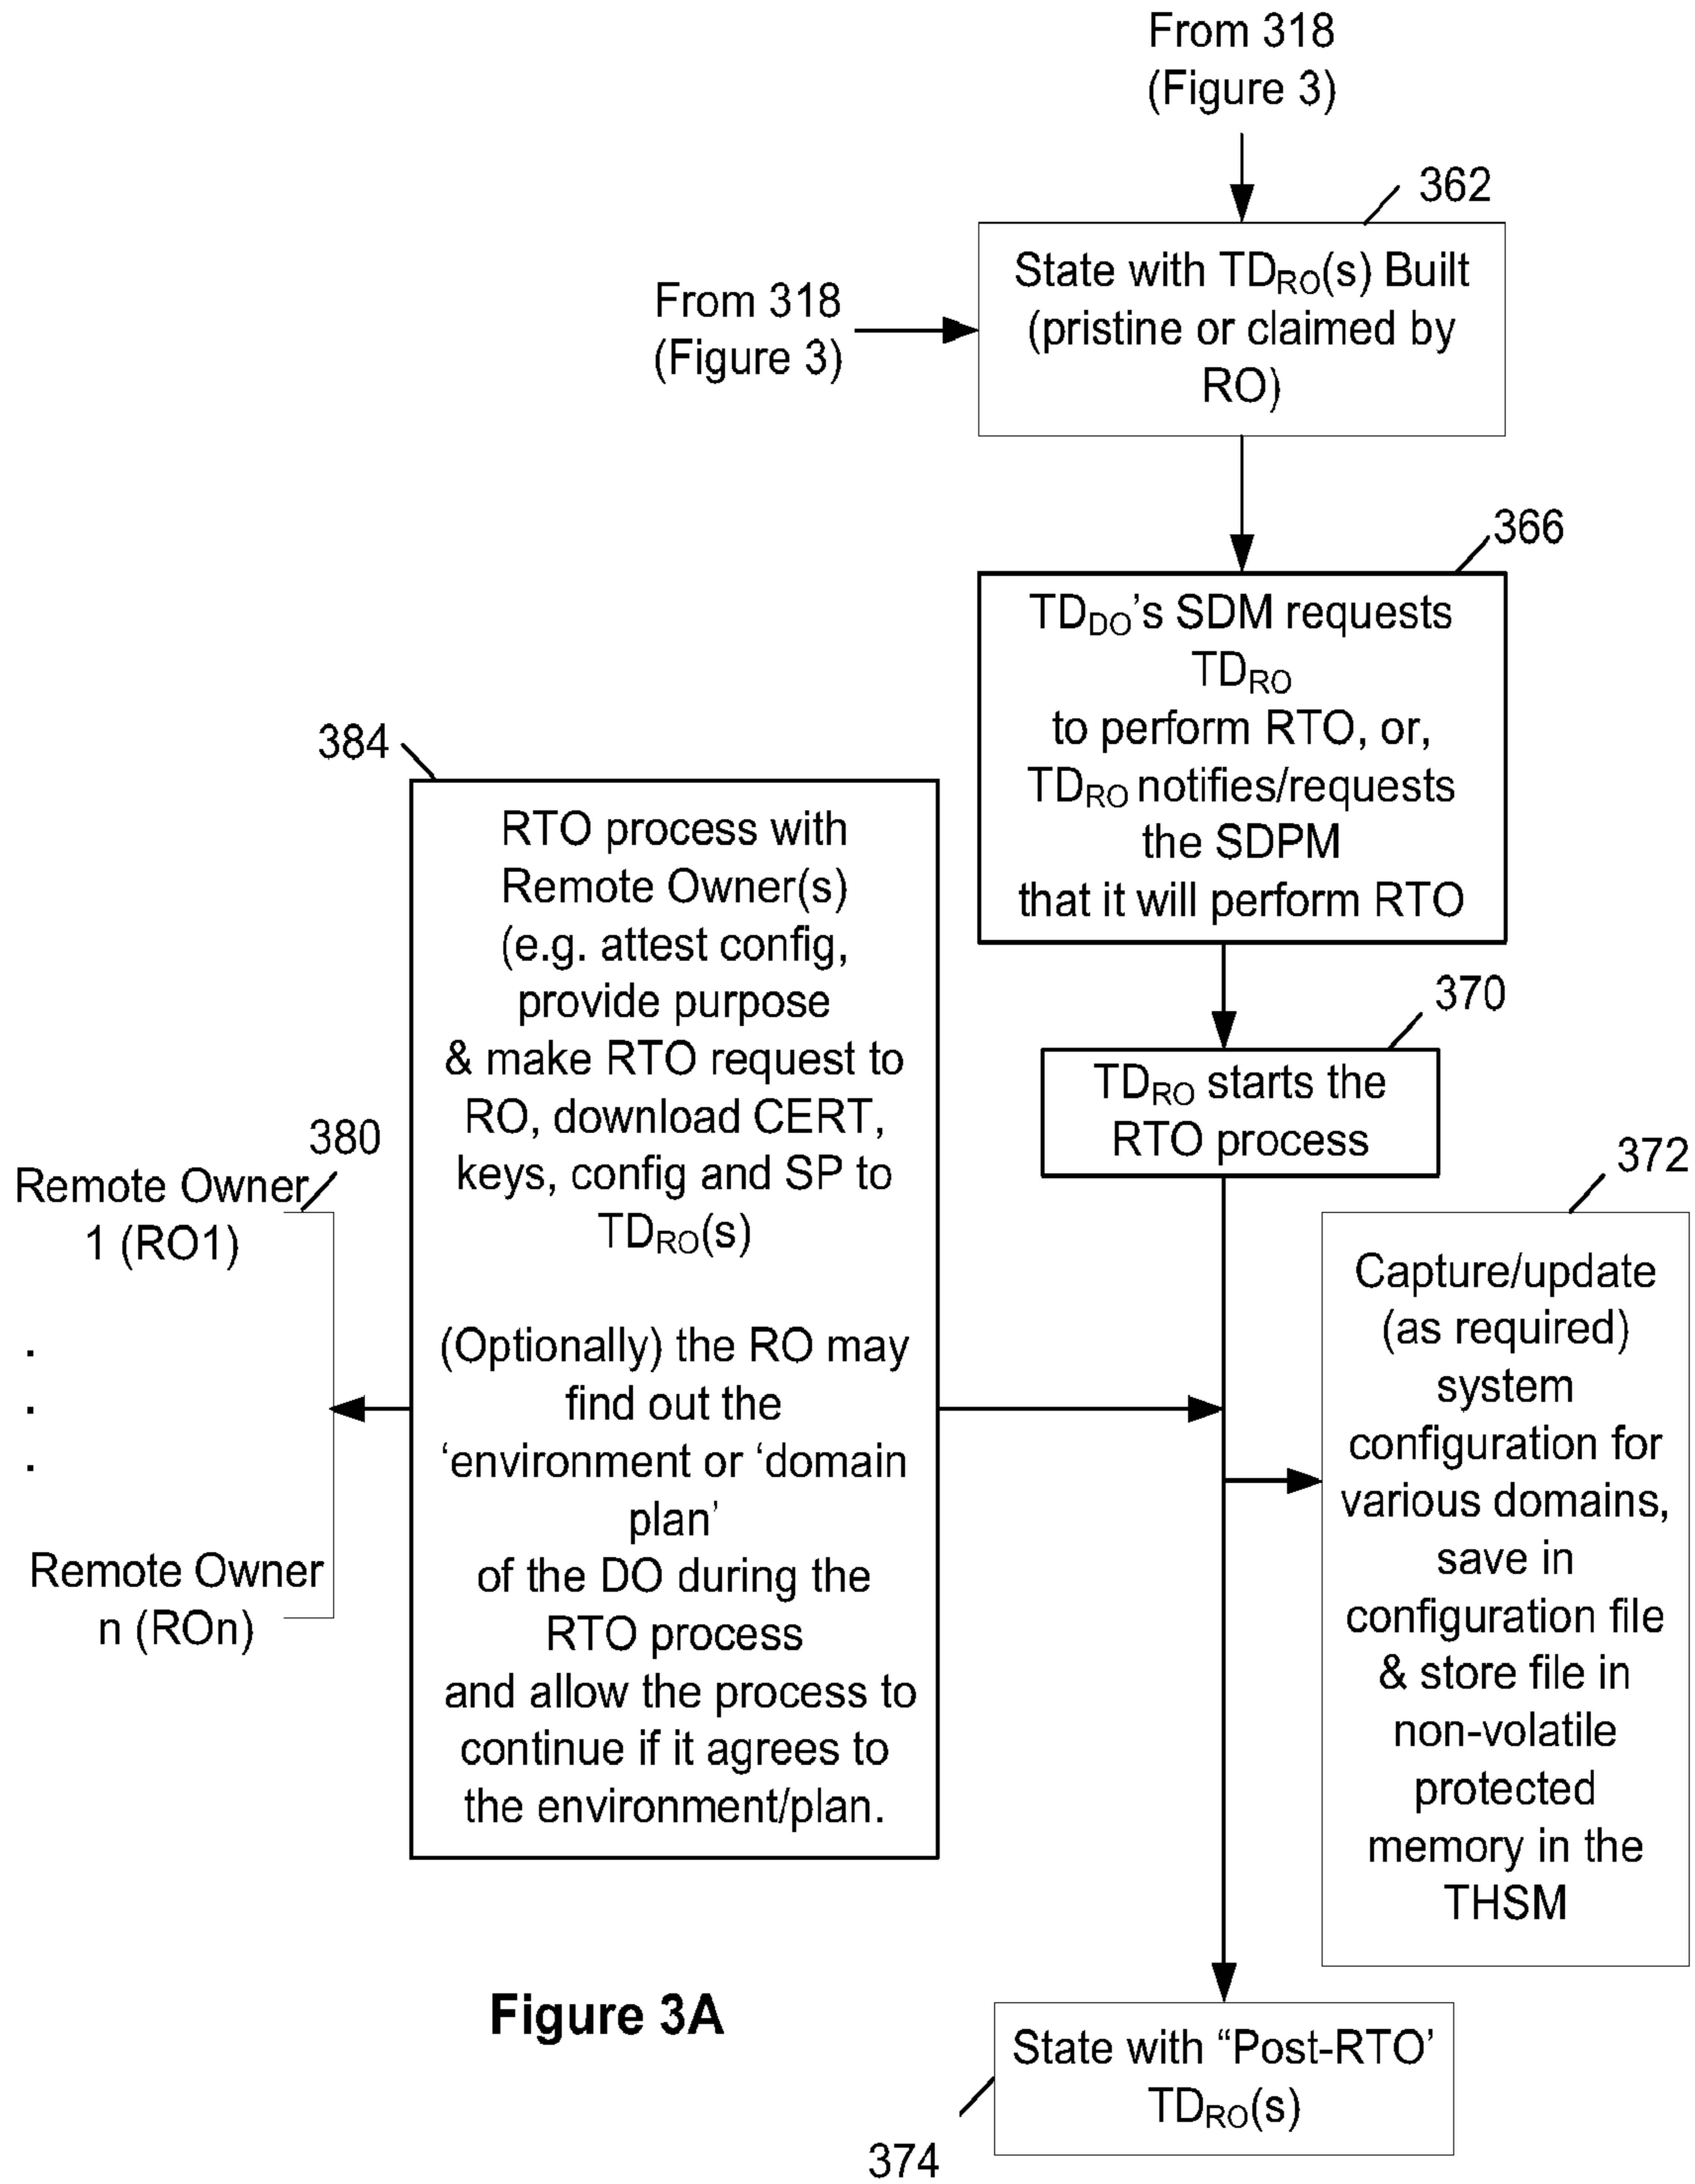 From 318
(Figure 3)
362
State with TDRO(s) Built
(pristine or claimed by
RO)
From 318
(Figure 3)
366
TDDO’s SDM requests
TDRO
to perform RTO, or,
TDRO notifies/requests
the SDPM
that it will perform RTO
384
RTO process with
Remote Owner(s)
(e.g. attest config,
provide purpose
& make RTO request to
RO, download CERT,
keys, config and SP to
TDRO(s)
(Optionally) the RO may
find out the
‘environment or ‘domain
plan’
of the DO during the
RTO process
and allow the process to
continue if it agrees to
the environment/plan.
370
TDRO starts the
RTO process
380
Remote Owner
1 (RO1)
.
.
.
Remote Owner
n (ROn)
372
Capture/update
(as required)
system
configuration for
various domains,
save in
configuration file
& store file in
non-volatile
protected
memory in the
THSM
Figure 3A
State with “Post-RTO’
TDRO(s)
374